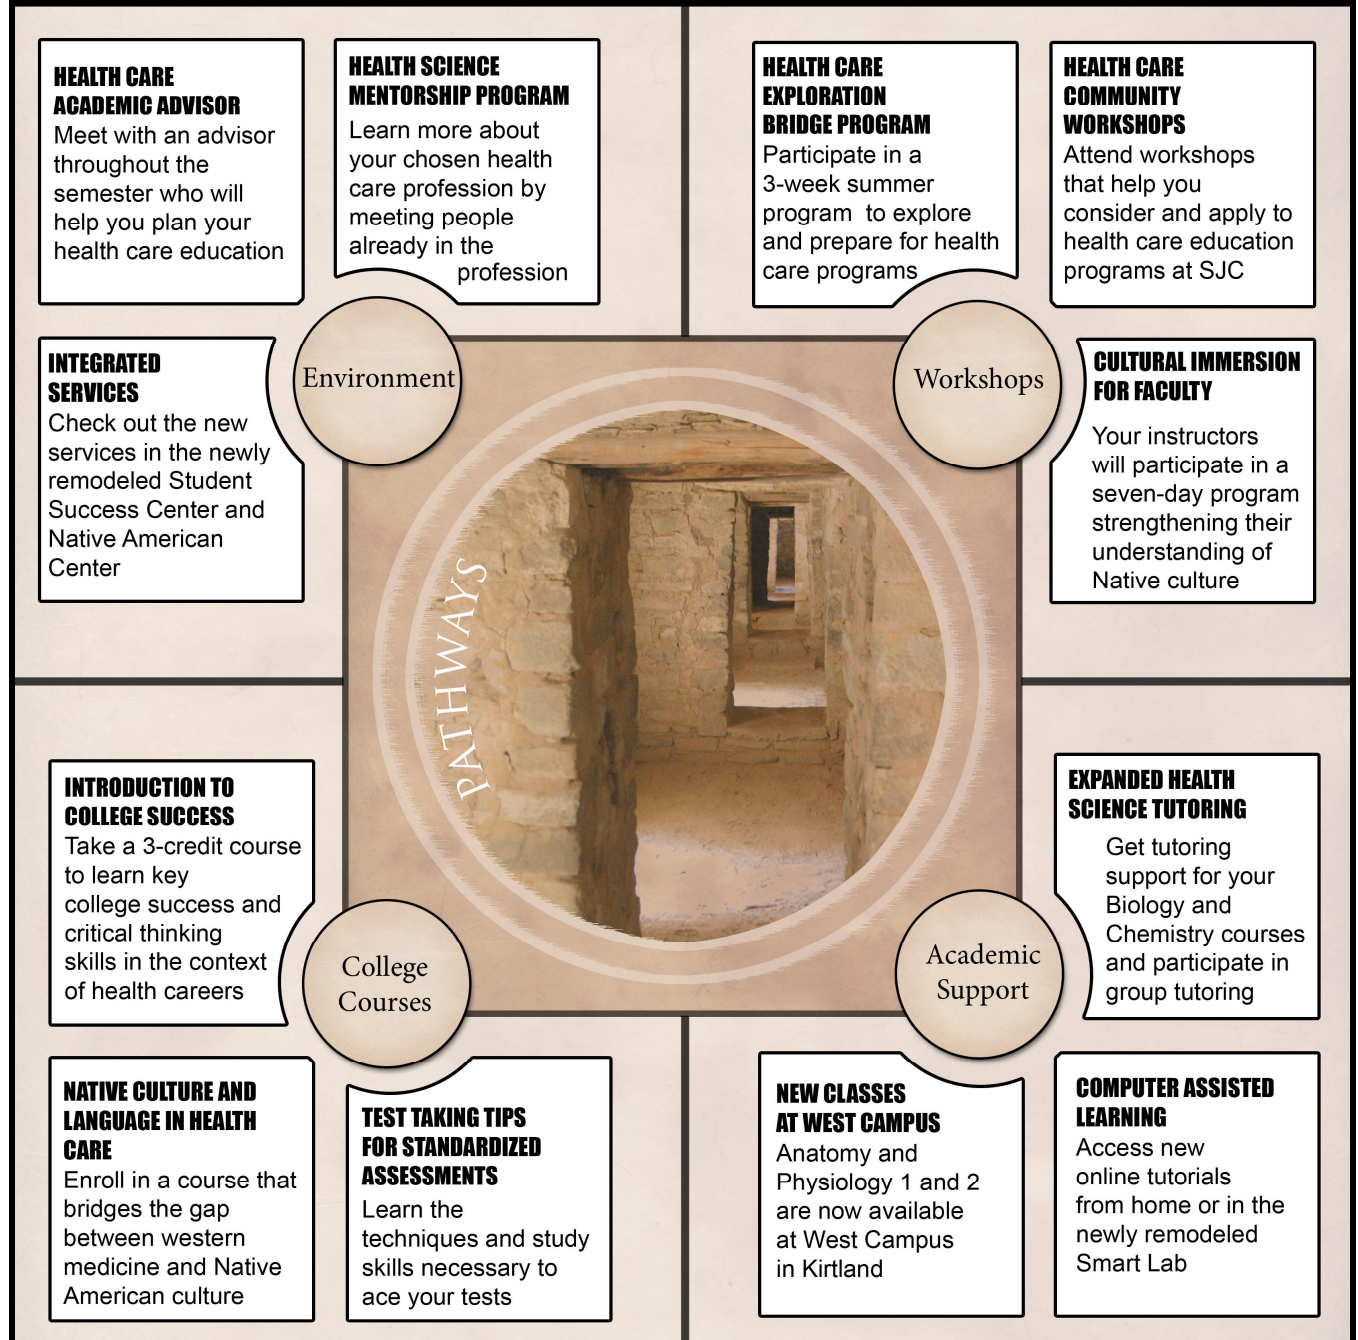 HEALTH CARE
ACADEMIC ADVISOR
Meet with an advisor
throughout the
semester who will
help you plan your
health care education
HEALTH SCIENCE
MENTORSHIP PROGRAM
Learn more about
your chosen health
care profession by
meeting people
already in the
profession
INTEGRATED
SERVICES
Check out the new
services in the newly
remodeled Student
Success Center and
Native American
Center
Environment
HEALTH CARE
EXPLORATION
BRIDGE PROGRAM
Participate in a
3-week summer
program to explore
and prepare for health
care programs
HEALTH CARE
COMMUNITY
WORKSHOPS
Attend workshops
that help you
consider and apply to
health care education
programs at SJC
Workshops
CULTURAL IMMERSION
FOR FACULTY
Your instructors
will participate in a
seven-day program
strengthening their
understanding of
Native culture
PATHWAYS
INTRODUCTION TO
COLLEGE SUCCESS
Take a 3-credit course
to learn key
college success and
critical thinking
skills in the context
of health careers
College
Courses
NATIVE CULTURE AND
LANGUAGE IN HEALTH
CARE
Enroll in a course that
bridges the gap
between western
medicine and Native
American culture
TEST TAKING TIPS
FOR STANDARDIZED
ASSESSMENTS
Learn the
techniques and study
skills necessary to
ace your tests
EXPANDED HEALTH
SCIENCE TUTORING
Get tutoring
support for your
Biology and
Chemistry courses
and participate in
group tutoring
Academic
Support
NEW CLASSES
AT WEST CAMPUS
Anatomy and
Physiology 1 and 2
are now available
at West Campus
in Kirtland
COMPUTER ASSISTED
LEARNING
Access new
online tutorials
from home or in the
newly remodeled
Smart Lab